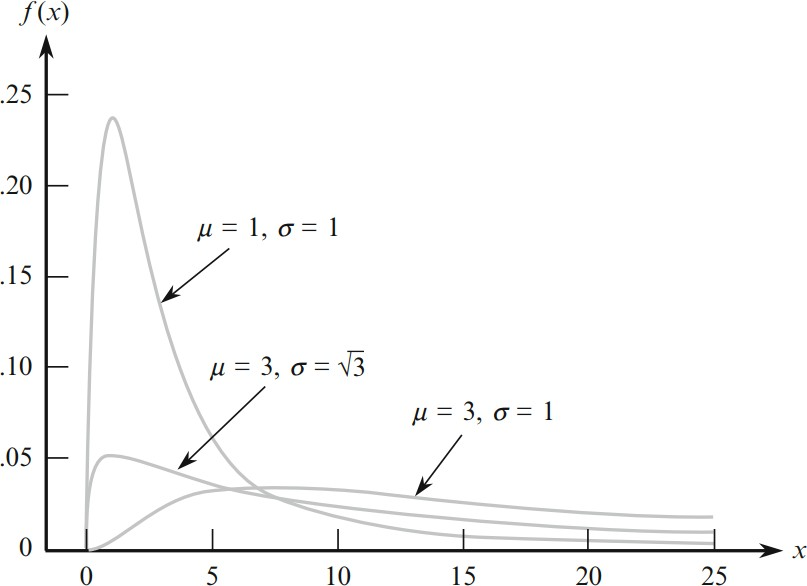 f(x)
.25
.20
μ = 1, σ = 1
.15
μ = 3, σ = √3
.10
μ = 3, σ = 1
.05
0
x
0 5 10 15 20 25